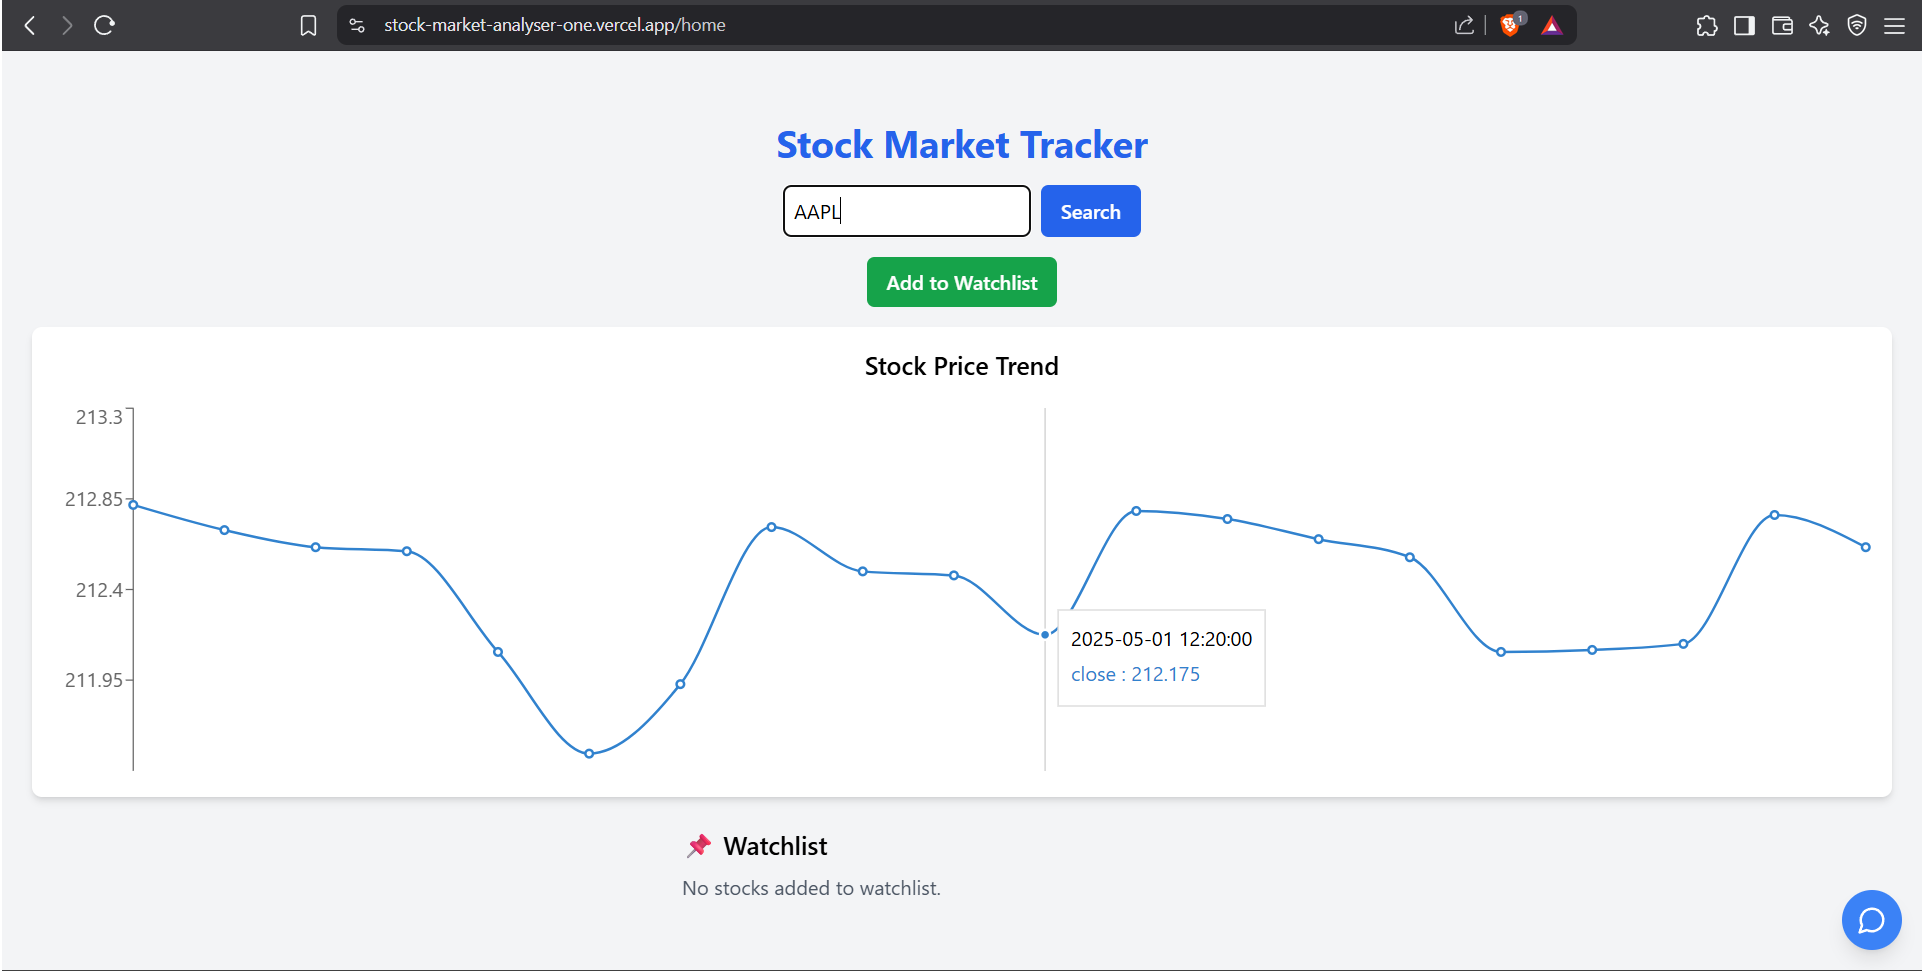 stock-market-analyser-one.vercel.app/home
1
Stock Market Tracker
AAPL
Search
Add to Watchlist
Stock Price Trend
213.3
212.85
212.4
211.95
2025-05-01 12:20:00
close : 212.175
Watchlist
No stocks added to watchlist.